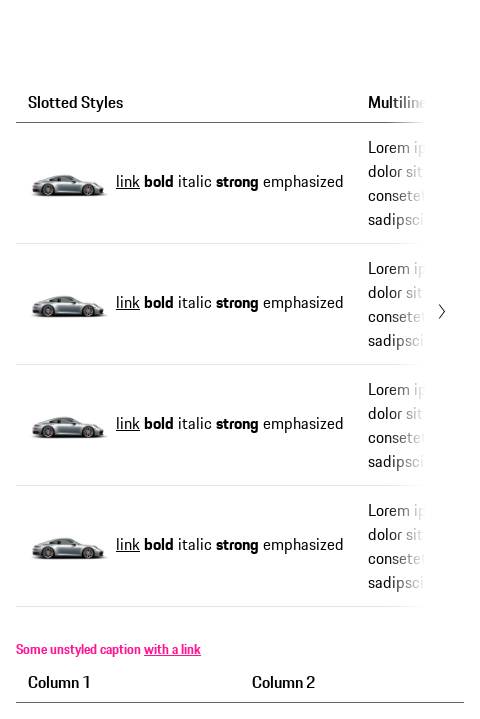 Slotted Styles Multiline
link bold italic strong emphasized
Lorem ip
dolor sit
consetet
sadipsci
link bold italic strong emphasized
Lorem ip
dolor sit
consetet
sadipsci
link bold italic strong emphasized
Lorem ip
dolor sit
consetet
sadipsci
link bold italic strong emphasized
Lorem ip
dolor sit
consetet
sadipsci
Some unstyled caption with a link
Column 1 Column 2